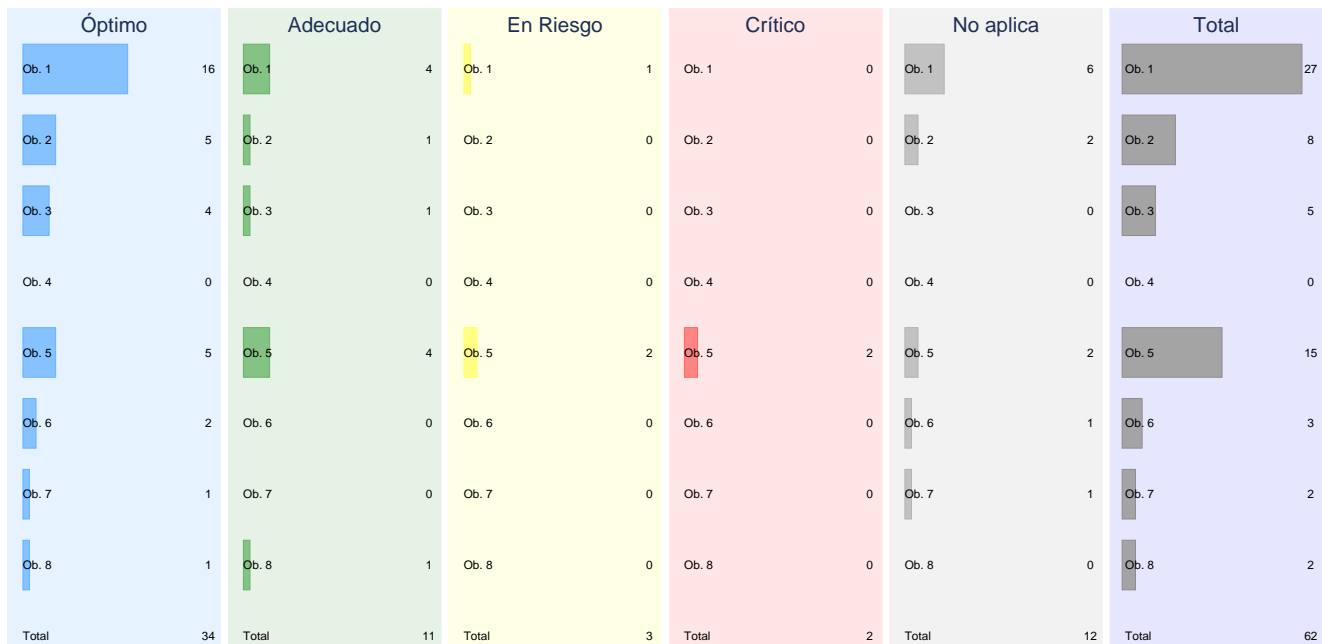 Óptimo Adecuado En Riesgo Crítico No aplica Total
Ob. 1 16 Ob. 1 4 Ob. 1 1 Ob. 1 0 Ob. 1 6 Ob. 1 27
Ob. 2 5 Ob. 2 1 Ob. 2 0 Ob. 2 0 Ob. 2 2 Ob. 2 8
Ob. 3 4 Ob. 3 1 Ob. 3 0 Ob. 3 0 Ob. 3 0 Ob. 3 5
Ob. 4 0 Ob. 4 0 Ob. 4 0 Ob. 4 0 Ob. 4 0 Ob. 4 0
Ob. 5 5 Ob. 5 4 Ob. 5 2 Ob. 5 2 Ob. 5 2 Ob. 5 15
Ob. 6 2 Ob. 6 0 Ob. 6 0 Ob. 6 0 Ob. 6 1 Ob. 6 3
Ob. 7 1 Ob. 7 0 Ob. 7 0 Ob. 7 0 Ob. 7 1 Ob. 7 2
Ob. 8 1 Ob. 8 1 Ob. 8 0 Ob. 8 0 Ob. 8 0 Ob. 8 2
Total 34 Total 11 Total 3 Total 2 Total 12 Total 62